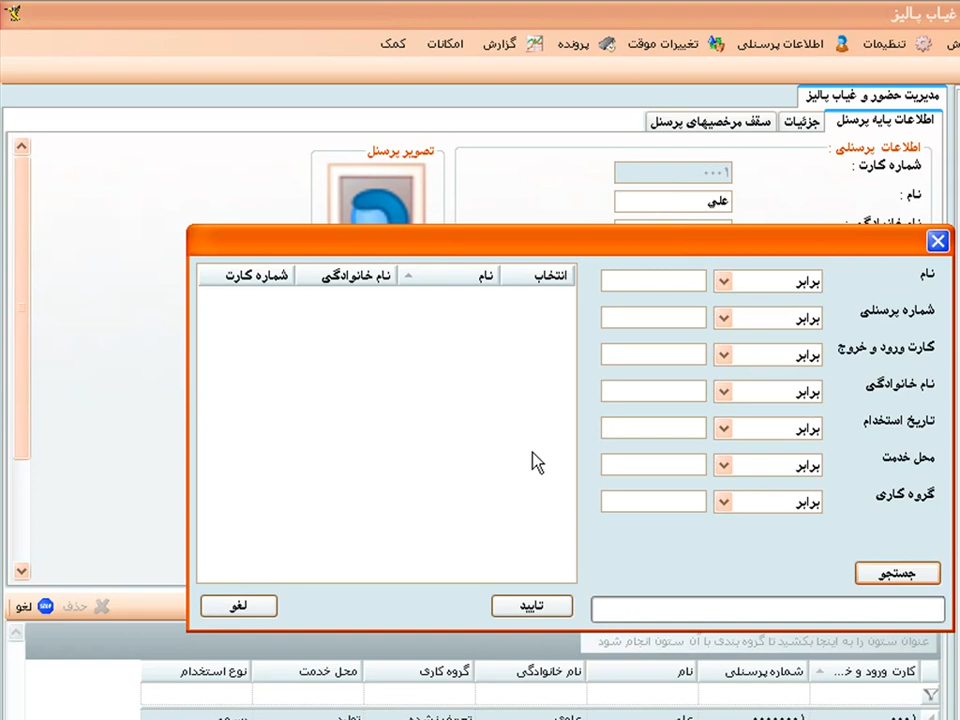 غیاب پالیز
تنظیمات
اطلاعات پرسنلی
تغییرات موقت
پرونده
گزارش
امکانات
کمک
مدیریت حضور و غیاب پالیز
اطلاعات پایه پرسنل
جزئیات
سقف مرخصیهای پرسنل
اطلاعات پرسنلی :
تصویر پرسنل
شماره کارت :
۰۰۰۱
نام :
علی
انتخاب
نام
نام خانوادگی
شماره کارت
نام
برابر
شماره پرسنلی
برابر
کارت ورود و خروج
برابر
نام خانوادگی
برابر
تاریخ استخدام
برابر
محل خدمت
برابر
گروه کاری
برابر
جستجو
تایید
لغو
حذف
لغو
عنوان ستون را به اینجا بکشید تا گروه بندی با آن ستون انجام شود
کارت ورود و خ...
شماره پرسنلی
نام
نام خانوادگی
گروه کاری
محل خدمت
نوع استخدام